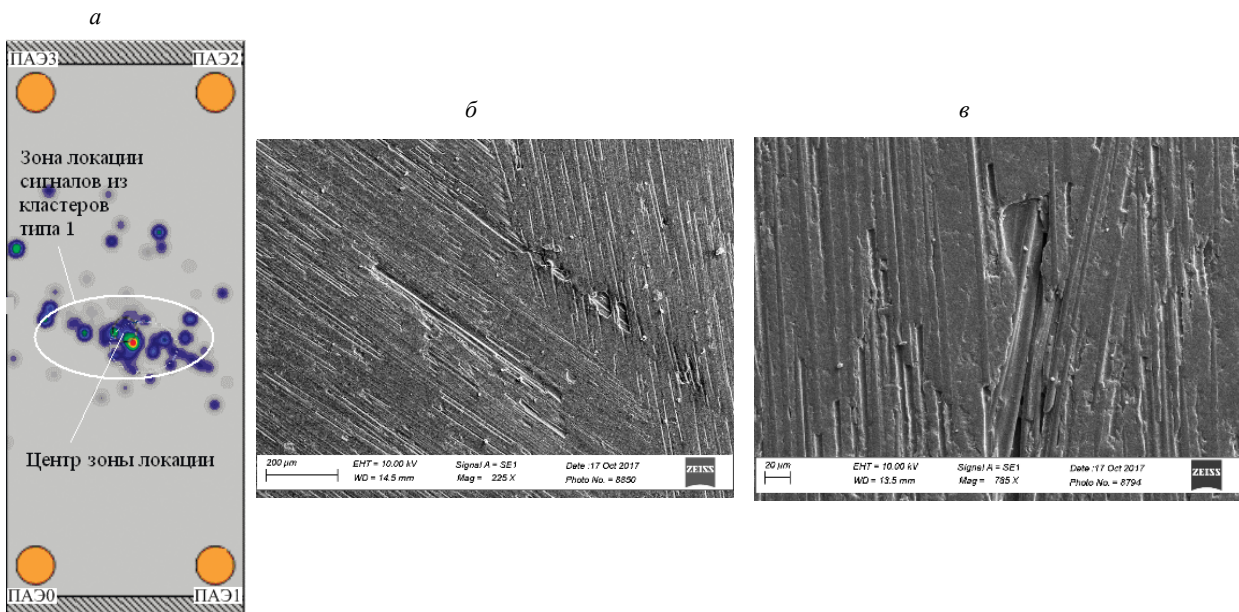 а
ПАЭ3 ПАЭ2
Зона локации
сигналов из
кластеров
типа 1
Центр зоны локации
ПАЭ0 ПАЭ1
б
200 µm
EHT = 10.00 kV
WD = 14.5 mm
Signal A = SE1
Mag = 225 X
Date :17 Oct 2017
Photo No. = 8850
ZEISS
в
20 µm
EHT = 10.00 kV
WD = 13.5 mm
Signal A = SE1
Mag = 785 X
Date :17 Oct 2017
Photo No. = 8794
ZEISS